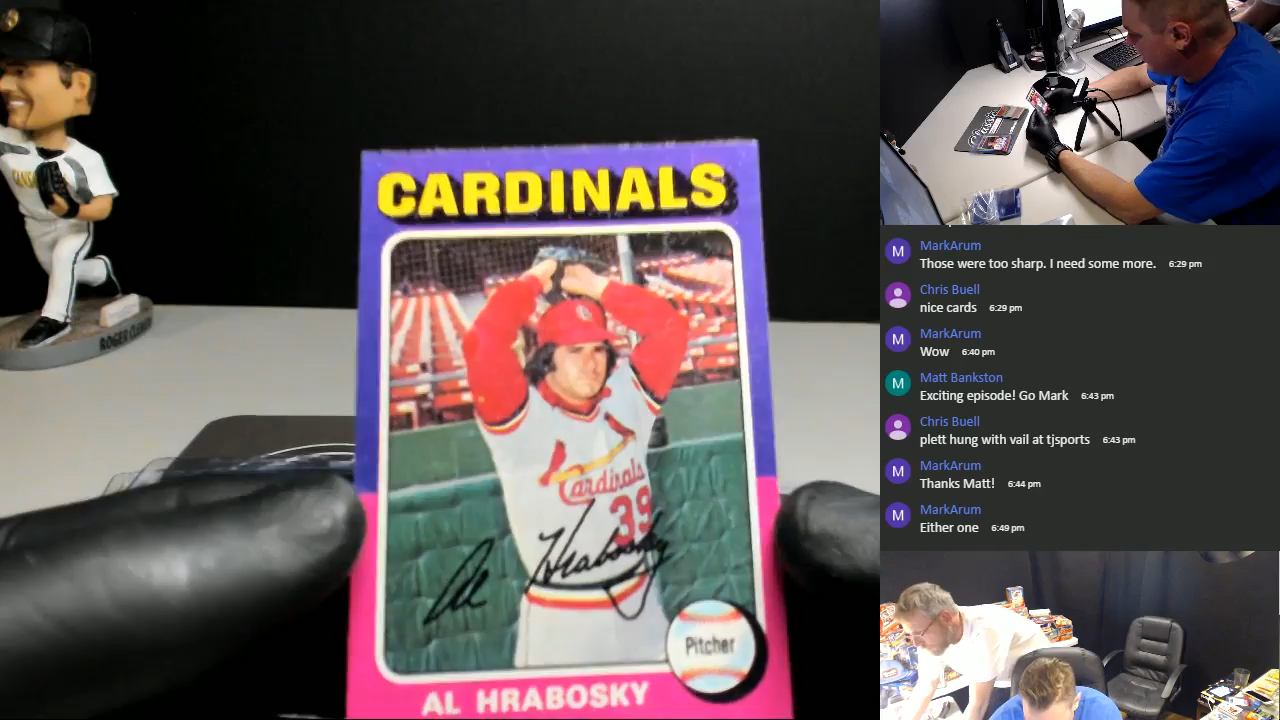 CARDINALS
Cardinals
39
Al Hrabosky
Pitcher
AL HRABOSKY
MarkArum
Those were too sharp. I need some more. 6:29 pm
Chris Buell
nice cards 6:29 pm
MarkArum
Wow 6:40 pm
Matt Bankston
Exciting episode! Go Mark 6:43 pm
Chris Buell
plett hung with vail at tjsports 6:43 pm
MarkArum
Thanks Matt! 6:44 pm
MarkArum
Either one 6:49 pm